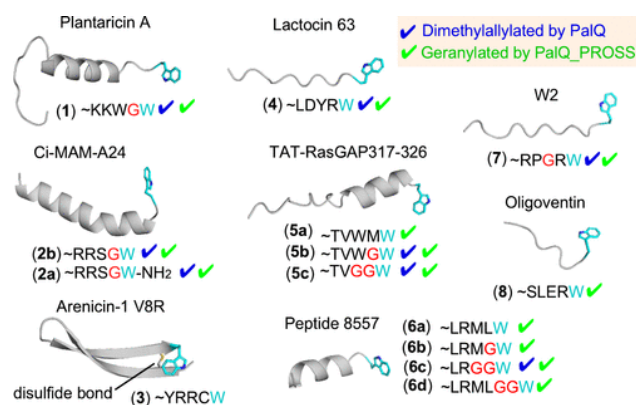 Plantaricin A
(1) ~KKWGW ✔ ✔
Lactocin 63
(4) ~LDYRW ✔
✔ Dimethylallylated by PalQ
✔ Geranylated by PalQ_PROSS
W2
(7) ~RPGRW ✔ ✔
Ci-MAM-A24
(2b) ~RRSGW ✔ ✔
(2a) ~RRSGW-NH2 ✔ ✔
TAT-RasGAP317-326
(5a) ~TVWMW ✔
(5b) ~TVWGW ✔ ✔
(5c) ~TVGGW ✔ ✔
Oligoventin
(8) ~SLERW ✔
Arenicin-1 V8R
disulfide bond
(3) ~YRRCW
Peptide 8557
(6a) ~LRMLW ✔
(6b) ~LRMGW ✔
(6c) ~LRGGW ✔ ✔
(6d) ~LRMLGGW ✔